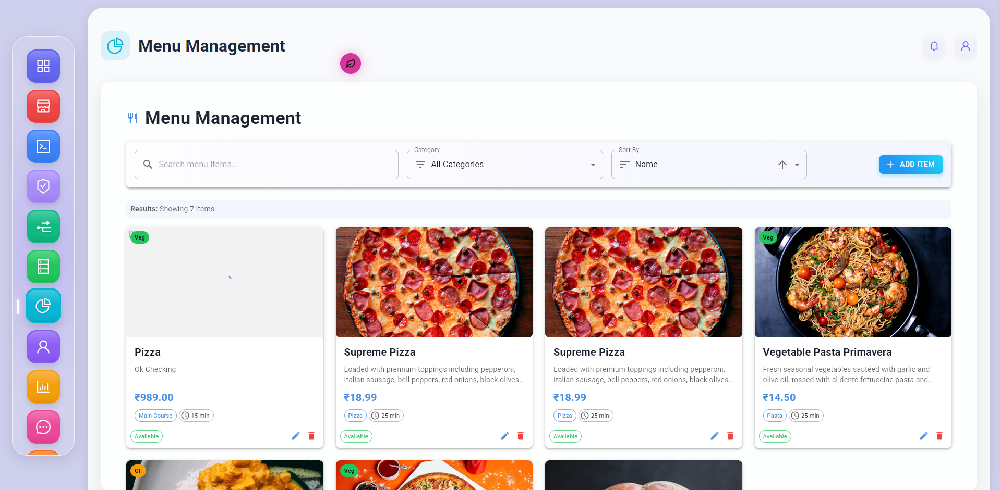 Menu Management
Menu Management
Search menu items...
Category
All Categories
Sort By
Name
ADD ITEM
Results: Showing 7 items
Veg
Veg
Pizza
Ok Checking
₹989.00
Main Course
15 min
Available
Supreme Pizza
Loaded with premium toppings including pepperoni,
Italian sausage, bell peppers, red onions, black olives...
₹18.99
Pizza
25 min
Available
Supreme Pizza
Loaded with premium toppings including pepperoni,
Italian sausage, bell peppers, red onions, black olives...
₹18.99
Pizza
25 min
Available
Vegetable Pasta Primavera
Fresh seasonal vegetables sautéed with garlic and
olive oil, tossed with al dente fettuccine pasta and...
₹14.50
Pasta
25 min
Available
GF
Veg